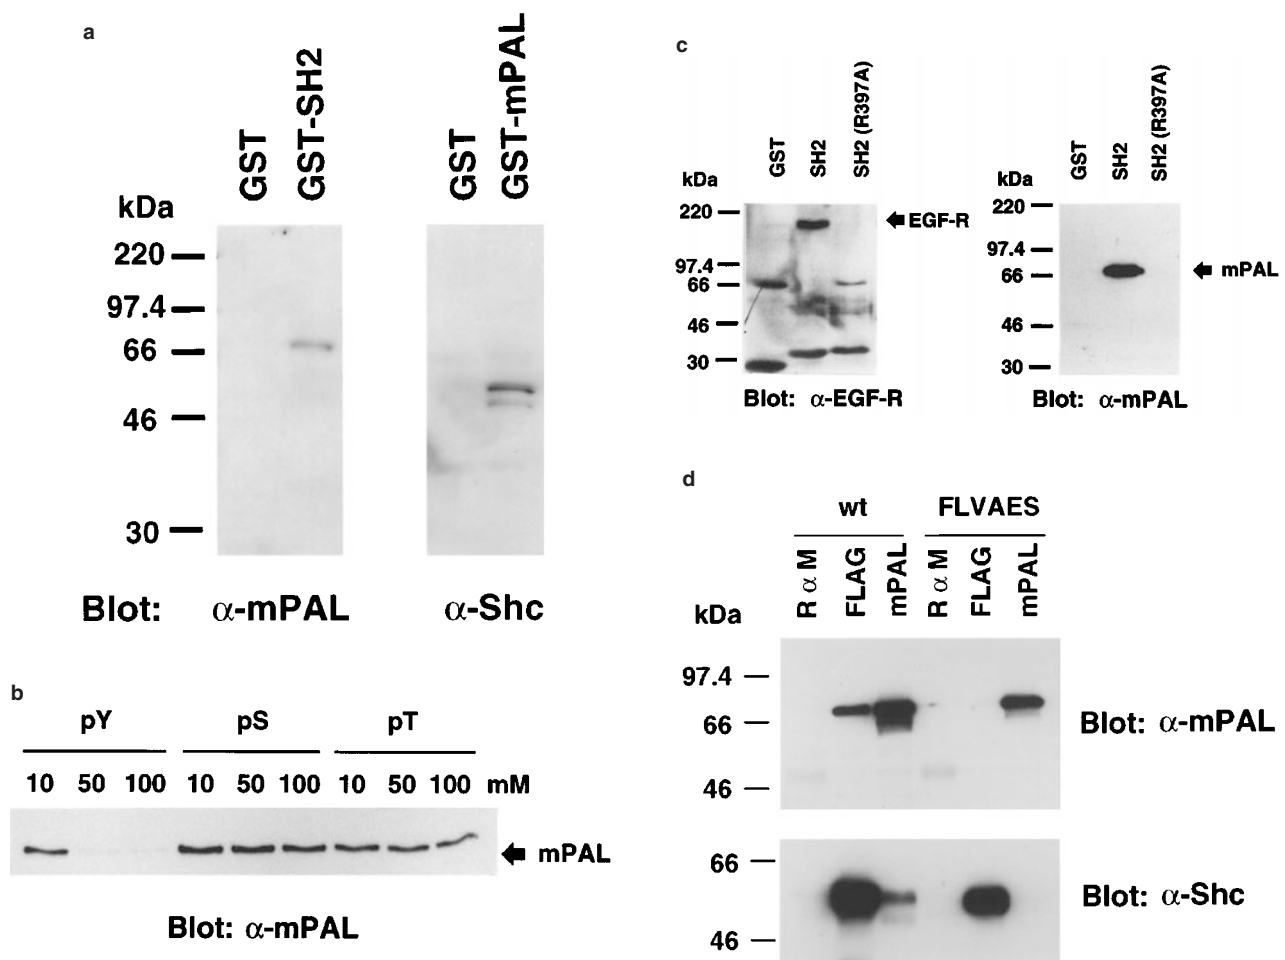 a
GST
GST-SH2
GST
GST-mPAL
kDa
220
97.4
66
46
30
Blot: α-mPAL α-Shc
b
pY pS pT
10 50 100 10 50 100 10 50 100 mM
mPAL
Blot: α-mPAL
c
GST
SH2
SH2 (R397A)
kDa
220
97.4
66
46
30
EGF-R
Blot: α-EGF-R
GST
SH2
SH2 (R397A)
kDa
220
97.4
66
46
30
mPAL
Blot: α-mPAL
d
wt FLVAES
R α M
FLAG
mPAL
R α M
FLAG
mPAL
kDa
97.4
66
46
Blot: α-mPAL
66
46
Blot: α-Shc